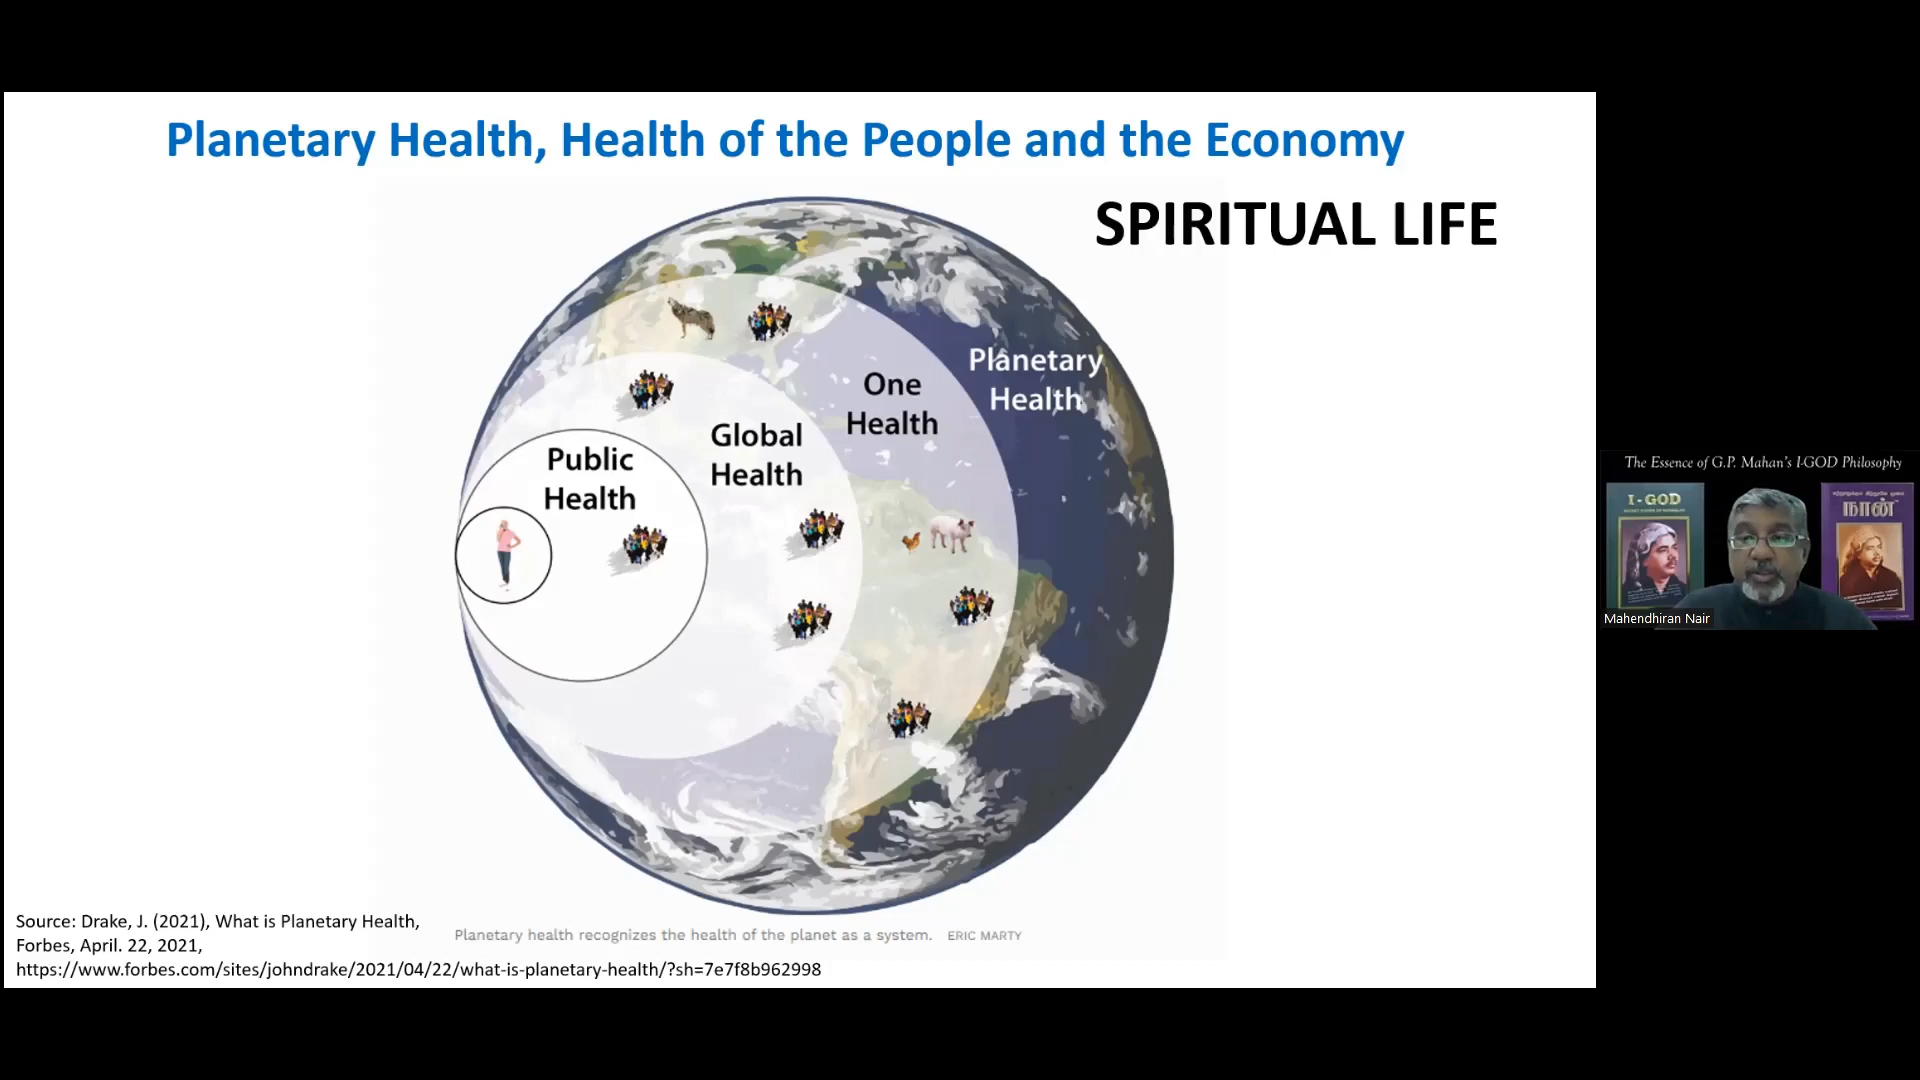 Planetary Health, Health of the People and the Economy
SPIRITUAL LIFE
Planetary
Health
One
Health
Global
Health
Public
Health
Source: Drake, J. (2021), What is Planetary Health,
Forbes, April. 22, 2021,
https://www.forbes.com/sites/johndrake/2021/04/22/what-is-planetary-health/?sh=7e7f8b962998
Planetary health recognizes the health of the planet as a system. ERIC MARTY
The Essence of G.P. Mahan's I-GOD Philosophy
I - GOD
நான்
Mahendhiran Nair